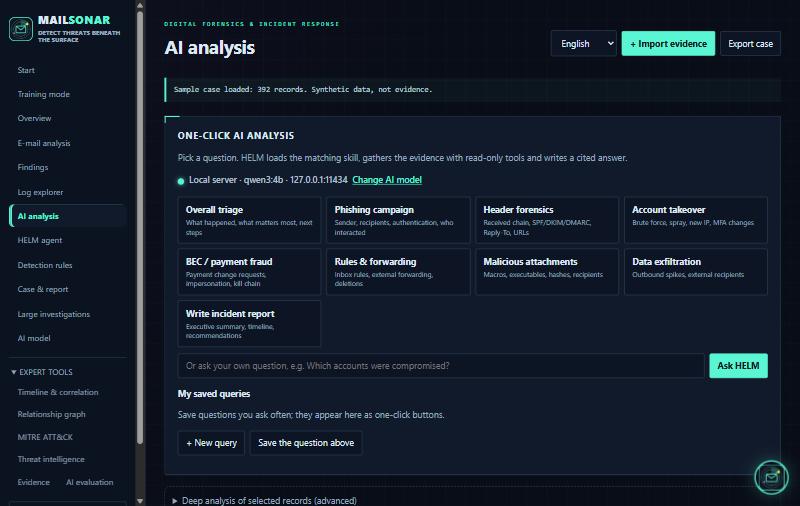 MAILSONAR
DETECT THREATS BENEATH
THE SURFACE
Start
Training mode
Overview
E-mail analysis
Findings
Log explorer
AI analysis
HELM agent
Detection rules
Case & report
Large investigations
AI model
▼ EXPERT TOOLS
Timeline & correlation
Relationship graph
MITRE ATT&CK
Threat intelligence
Evidence AI evaluation
DIGITAL FORENSICS & INCIDENT RESPONSE
AI analysis
English
+ Import evidence
Export case
Sample case loaded: 392 records. Synthetic data, not evidence.
ONE-CLICK AI ANALYSIS
Pick a question. HELM loads the matching skill, gathers the evidence with read-only tools and writes a cited answer.
Local server · qwen3:4b · 127.0.0.1:11434 Change AI model
Overall triage
What happened, what matters most, next
steps
Phishing campaign
Sender, recipients, authentication, who
interacted
Header forensics
Received chain, SPF/DKIM/DMARC,
Reply-To, URLs
Account takeover
Brute force, spray, new IP, MFA changes
BEC / payment fraud
Payment change requests,
impersonation, kill chain
Rules & forwarding
Inbox rules, external forwarding,
deletions
Malicious attachments
Macros, executables, hashes, recipients
Data exfiltration
Outbound spikes, external recipients
Write incident report
Executive summary, timeline,
recommendations
Or ask your own question, e.g. Which accounts were compromised?
Ask HELM
My saved queries
Save questions you ask often; they appear here as one-click buttons.
+ New query
Save the question above
▶ Deep analysis of selected records (advanced)